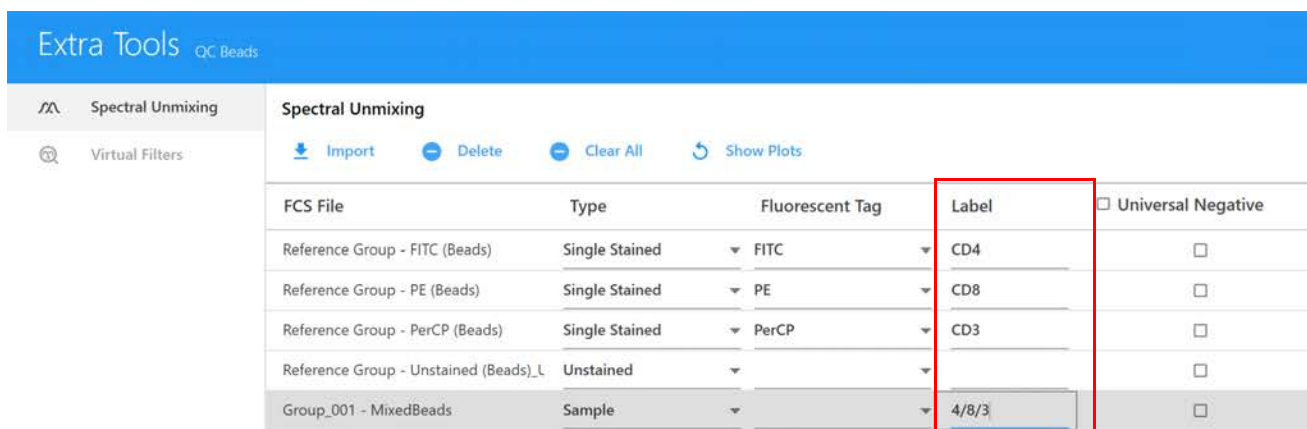 Extra Tools QC Beads
Spectral Unmixing
Virtual Filters
Spectral Unmixing
Import Delete Clear All Show Plots
FCS File Type Fluorescent Tag Label Universal Negative
Reference Group - FITC (Beads) Single Stained FITC CD4
Reference Group - PE (Beads) Single Stained PE CD8
Reference Group - PerCP (Beads) Single Stained PerCP CD3
Reference Group - Unstained (Beads)_U Unstained
Group_001 - MixedBeads Sample 4/8/3